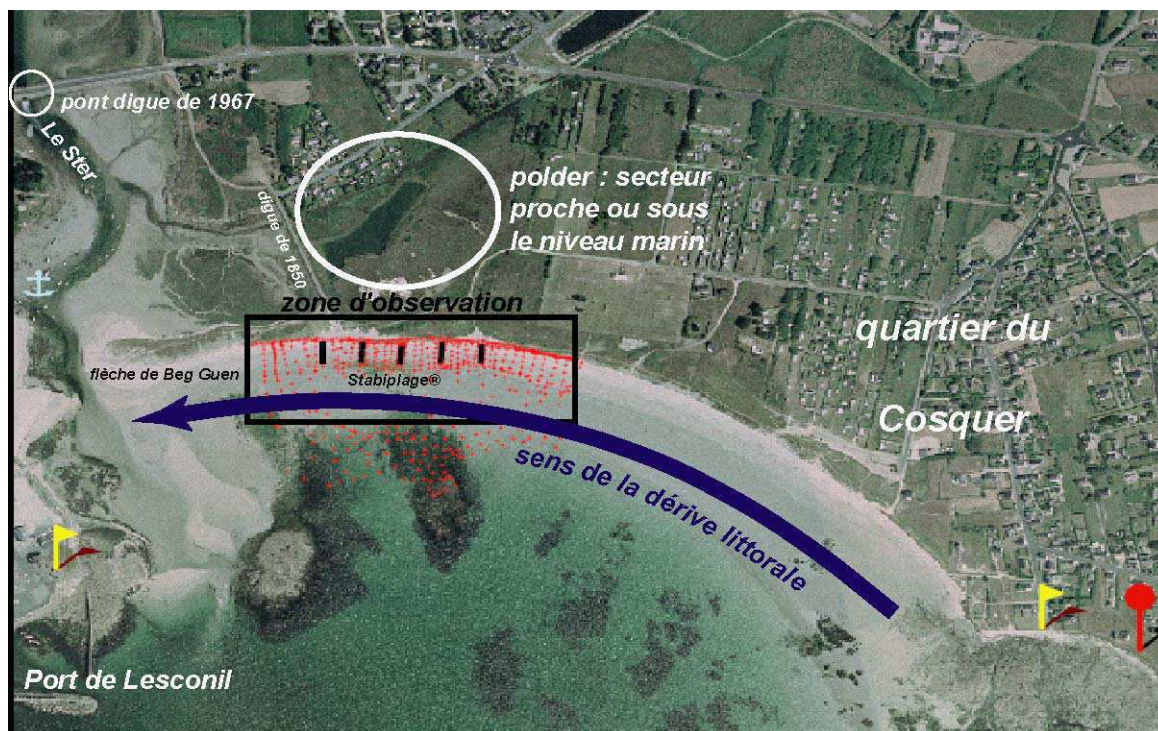 pont digue de 1967
Le Ster
digue de 1850
polder : secteur
proche ou sous
le niveau marin
zone d'observation
flèche de Beg Guen
Stabiplage®
quartier du
Cosquer
sens de la dérive littorale
Port de Lesconil